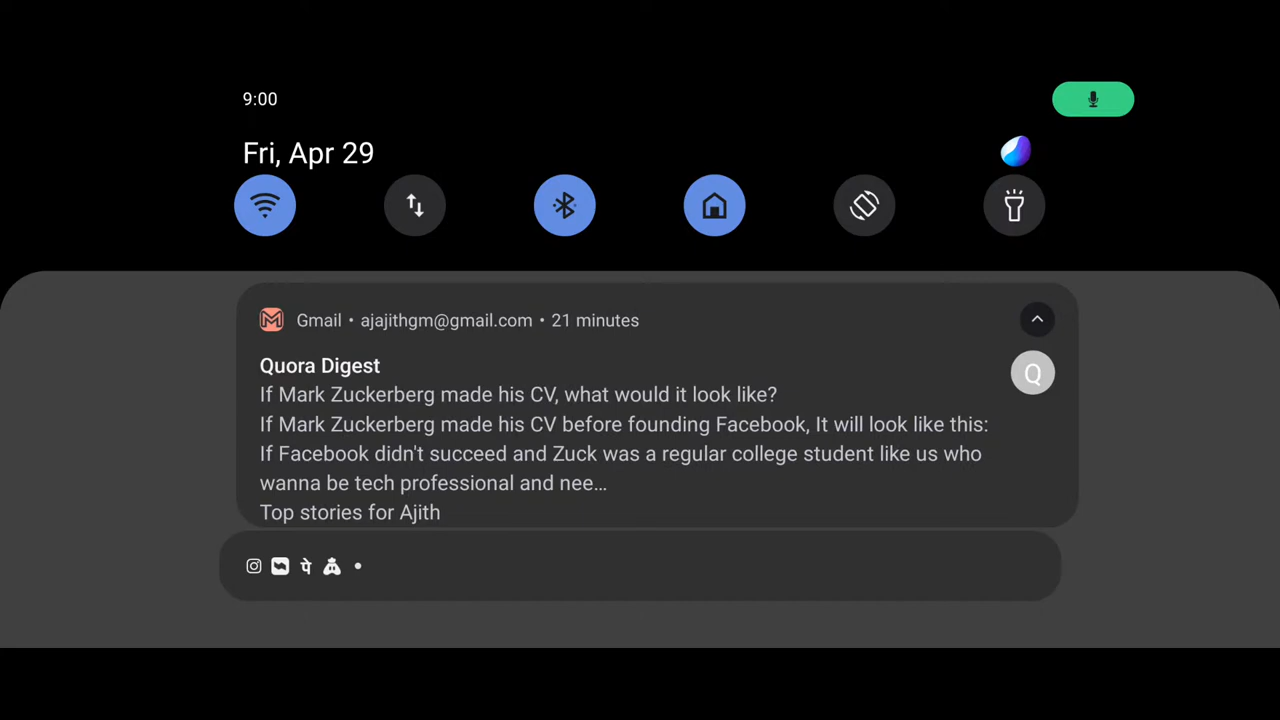 9:00
Fri, Apr 29
Gmail • ajajithgm@gmail.com • 21 minutes
Quora Digest
Q
If Mark Zuckerberg made his CV, what would it look like?
If Mark Zuckerberg made his CV before founding Facebook, It will look like this:
If Facebook didn't succeed and Zuck was a regular college student like us who
wanna be tech professional and nee…
Top stories for Ajith
पे